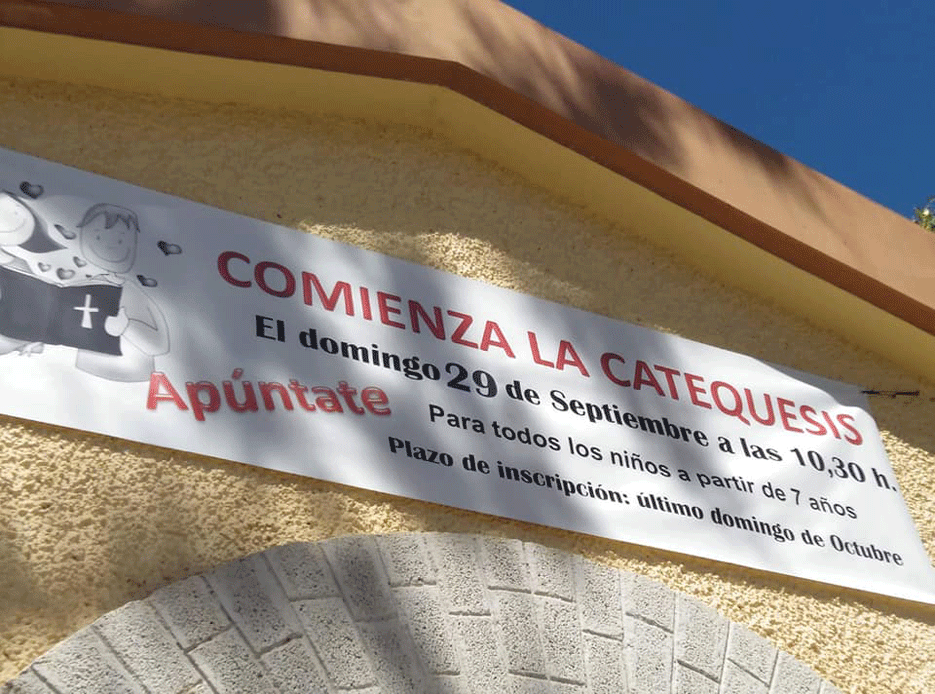 COMIENZA LA CATEQUESIS
El domingo 29 de Septiembre a las 10,30 h.
Apúntate
Para todos los niños a partir de 7 años
Plazo de inscripción: último domingo de Octubre